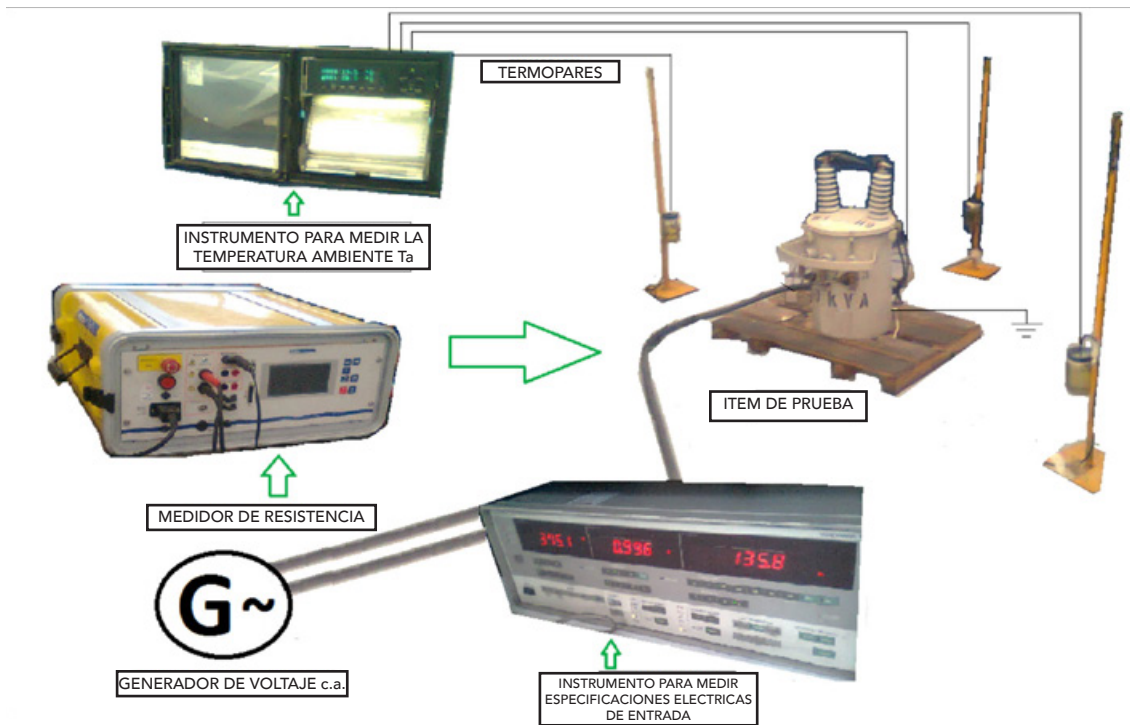 TERMOPARES
INSTRUMENTO PARA MEDIR LA
TEMPERATURA AMBIENTE Ta
KVA
ITEM DE PRUEBA
MEDIDOR DE RESISTENCIA
0.996
135.8
G~
GENERADOR DE VOLTAJE c.a.
INSTRUMENTO PARA MEDIR
ESPECIFICACIONES ELECTRICAS
DE ENTRADA